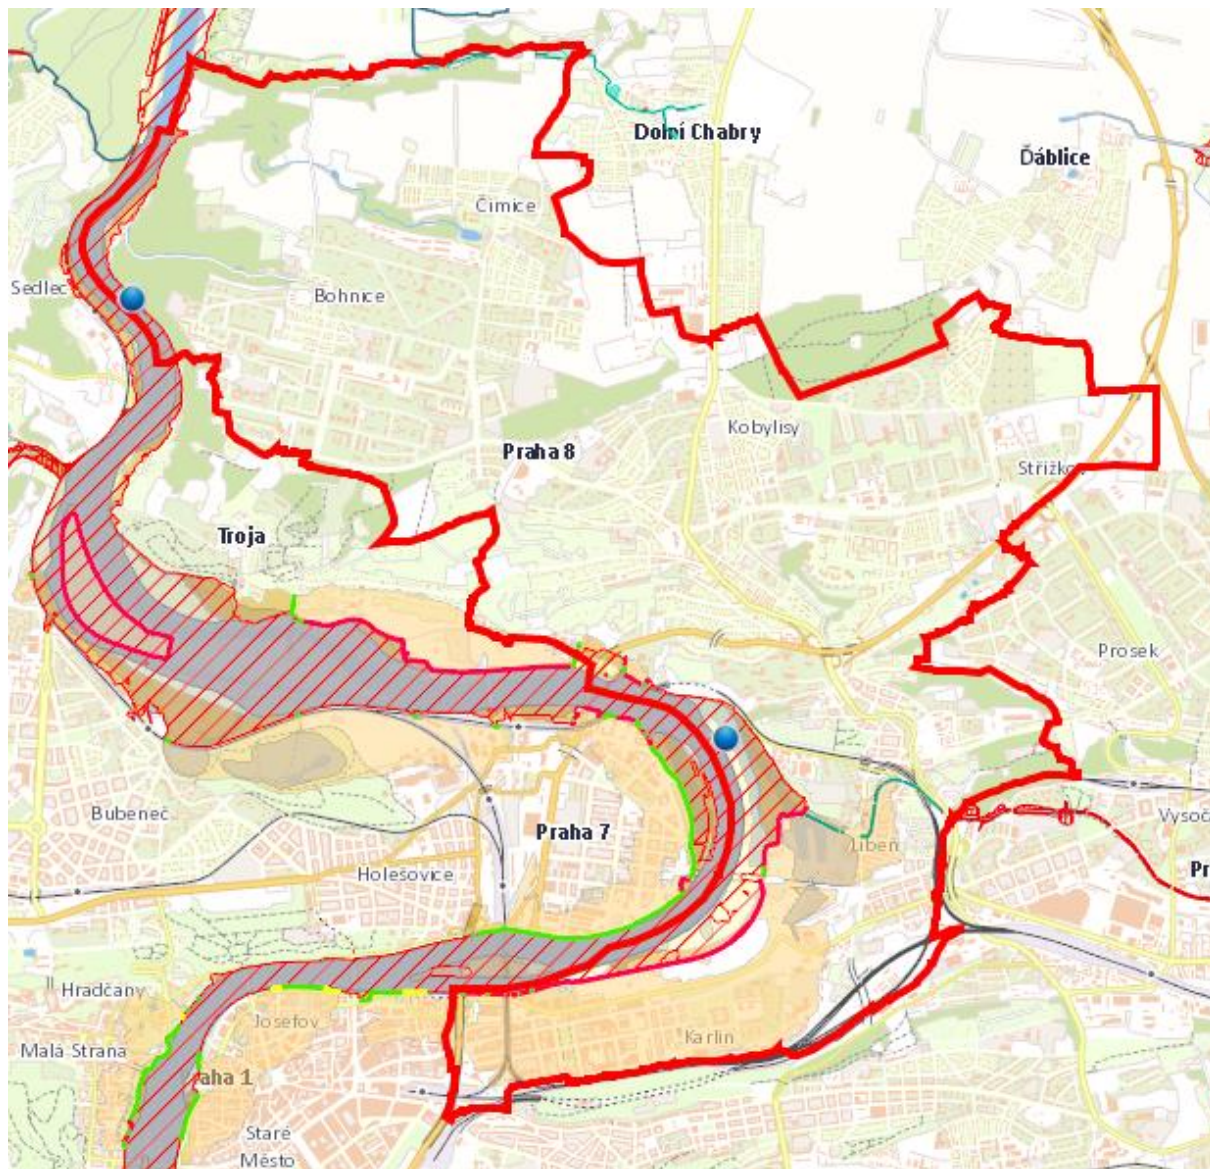 Dolní Chabry
Ďáblice
Čimice
Sedlec
Bohnice
Kobylisy
Praha 8
Střížkov
Troja
Prosek
Bubeneč
Praha 7
Vysoča
Libeň
Holešovice
Pr
Hradčany
Josefov
Karlín
Malá Strana
aha 1
Staré
Město